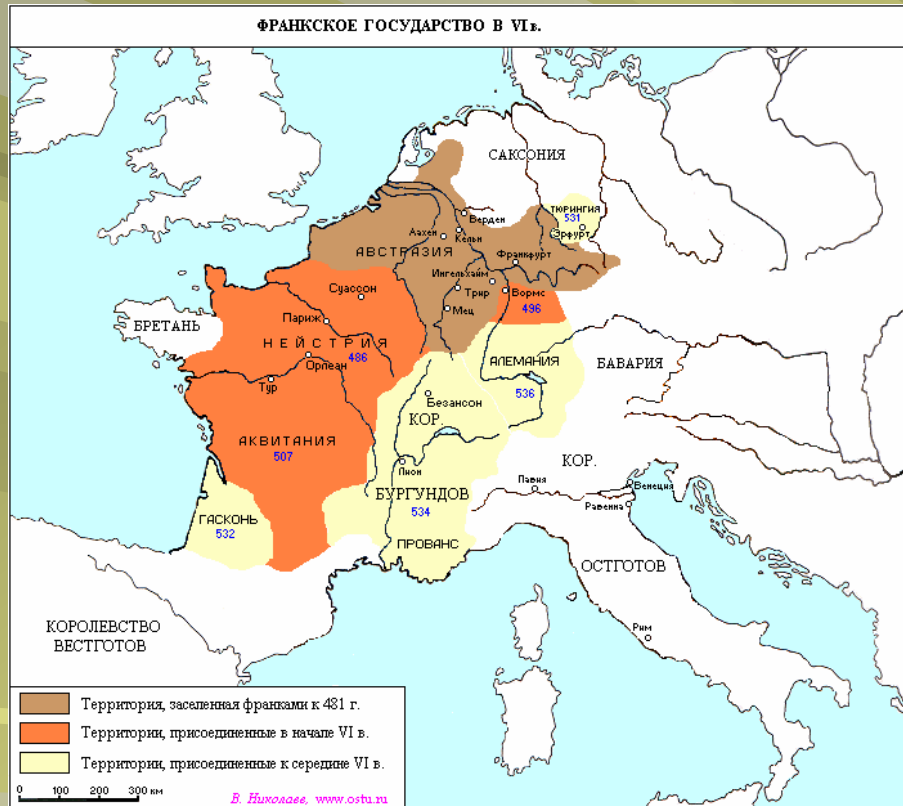 ФРАНКСКОЕ ГОСУДАРСТВО В VI в.
САКСОНИЯ
ТЮРИНГИЯ
531
Эрфурт
Верден
Аахен
Кельн
АВСТРАЗИЯ
Франкфурт
Ингельхайм
Трир
Вормс
496
Мец
Суассон
Париж
БРЕТАНЬ
НЕЙСТРИЯ
486
Орлеан
Тур
АЛЕМАНИЯ
536
БАВАРИЯ
Безансон
КОР.
АКВИТАНИЯ
507
Лион
БУРГУНДОВ
534
ПРОВАНС
ГАСКОНЬ
532
КОР.
Павия
Венеция
Равенна
ОСТГОТОВ
Рим
КОРОЛЕВСТВО
ВЕСТГОТОВ
Территория, заселенная франками к 481 г.
Территории, присоединенные в начале VI в.
Территории, присоединенные к середине VI в.
0 100 200 300 км
В. Николаев, www.ostu.ru